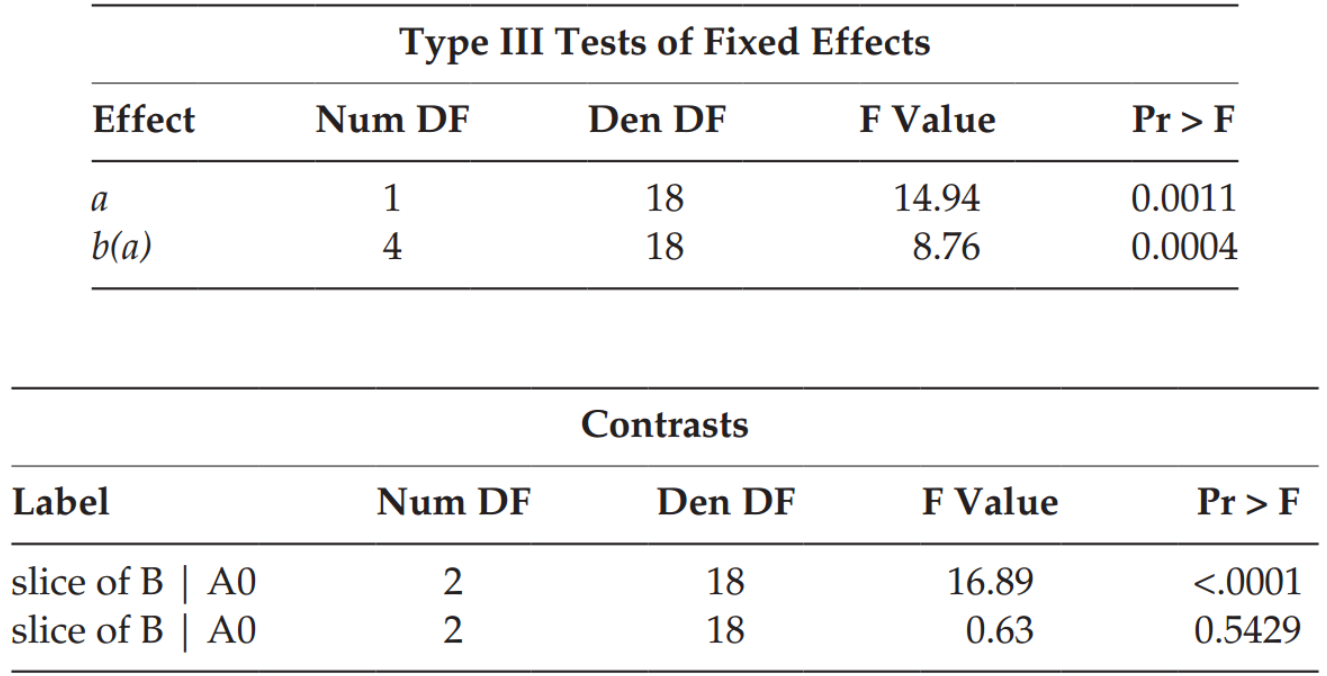 Type III Tests of Fixed Effects
Effect Num DF Den DF F Value Pr > F
a 1 18 14.94 0.0011
b(a) 4 18 8.76 0.0004
Contrasts
Label Num DF Den DF F Value Pr > F
slice of B | A0 2 18 16.89 <.0001
slice of B | A0 2 18 0.63 0.5429